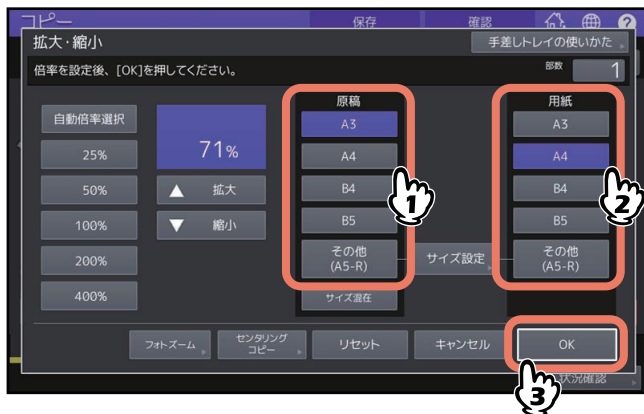 コピー
保存
確認
?
拡大・縮小
手差しトレイの使いかた
倍率を設定後、[OK]を押してください。
部数
1
自動倍率選択
25%
50%
100%
200%
400%
71%
拡大
縮小
原稿
A3
A4
B4
B5
その他
(A5-R)
サイズ混在
サイズ設定
用紙
A3
A4
B4
B5
その他
(A5-R)
フォトズーム
センタリング
コピー
リセット
キャンセル
OK
状況確認
1
2
3